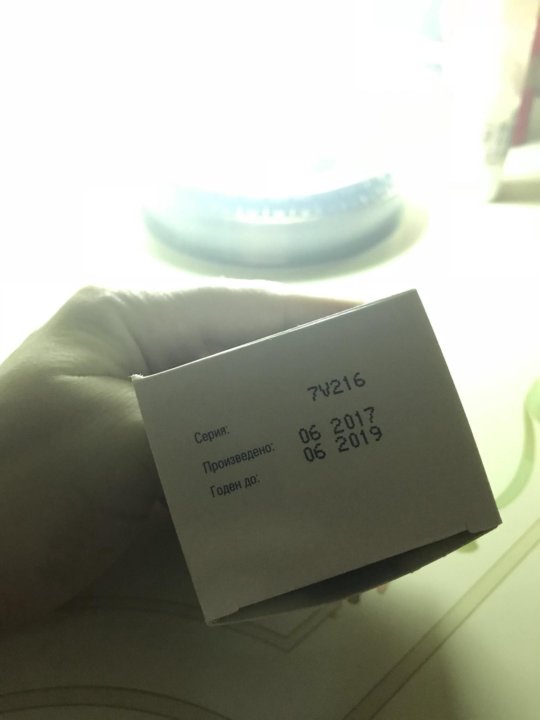 Серия: 7V216
Произведено: 06 2017
Годен до: 06 2019